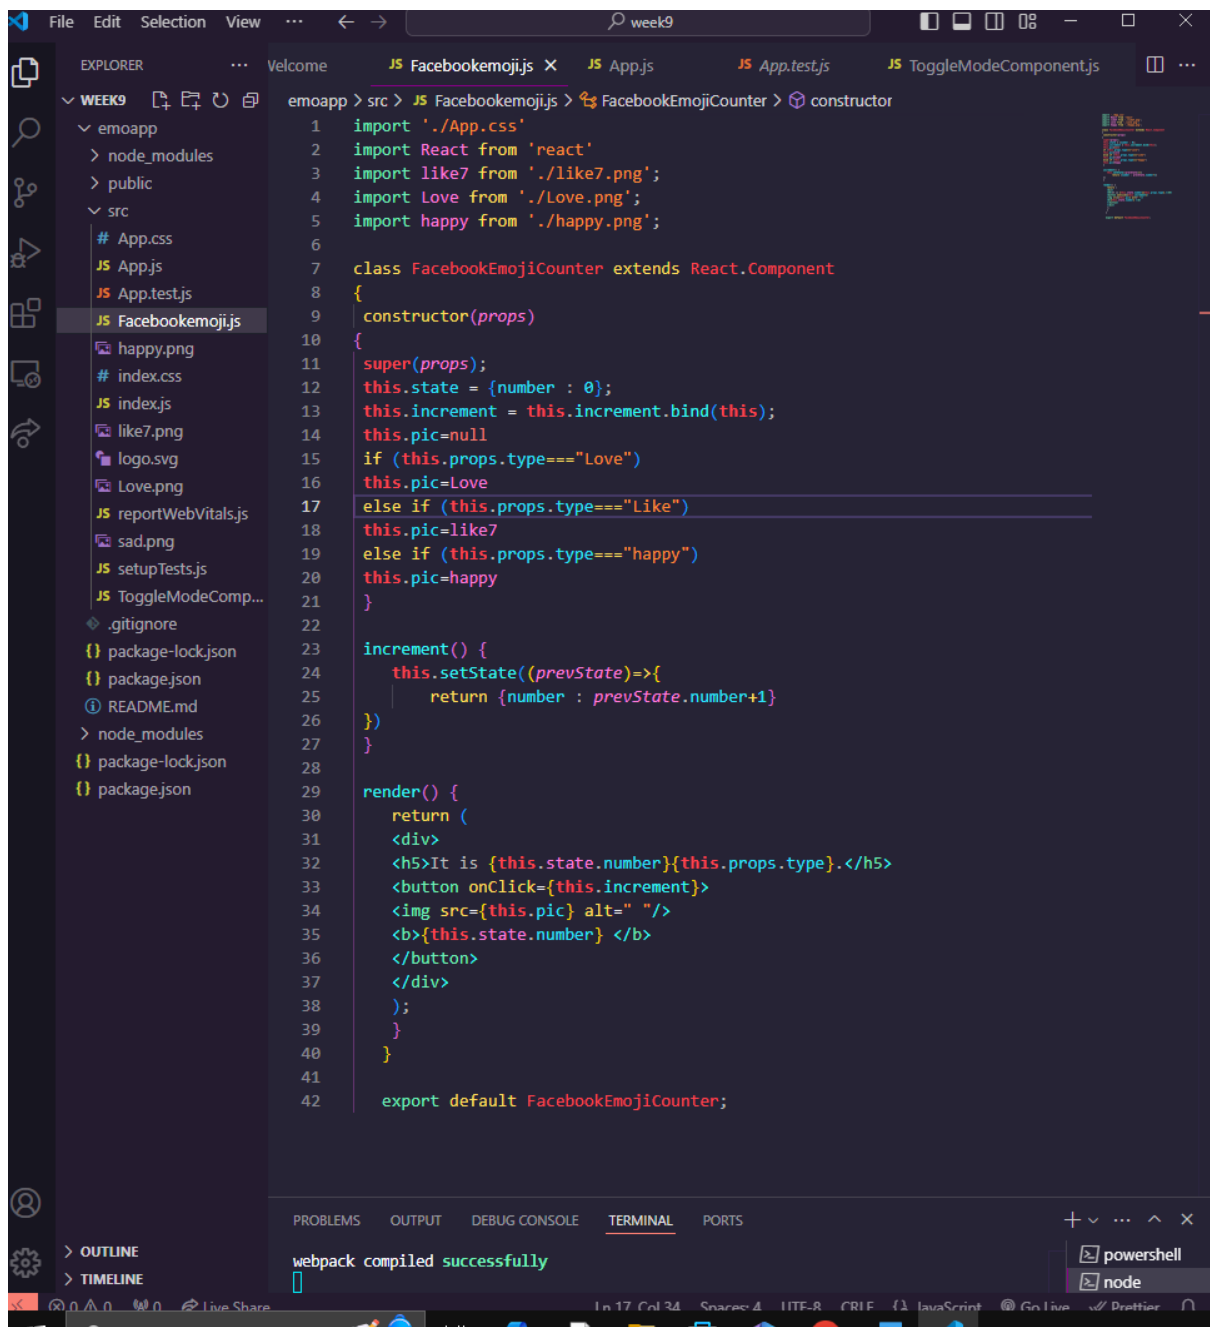 File Edit Selection View ··· week9
EXPLORER ··· Welcome JS Facebookemoji.js JS App.js JS App.test.js JS ToggleModeComponent.js ···
WEEK9
emoapp > src > JS Facebookemoji.js > FacebookEmojiCounter > constructor
emoapp
node_modules
public
src
# App.css
JS App.js
JS App.test.js
JS Facebookemoji.js
happy.png
# index.css
JS index.js
like7.png
logo.svg
Love.png
JS reportWebVitals.js
sad.png
JS setupTests.js
JS ToggleModeComp...
.gitignore
{} package-lock.json
{} package.json
README.md
node_modules
{} package-lock.json
{} package.json
OUTLINE
TIMELINE
1 import './App.css'
2 import React from 'react'
3 import like7 from './like7.png';
4 import Love from './Love.png';
5 import happy from './happy.png';
6
7 class FacebookEmojiCounter extends React.Component
8 {
9 constructor(props)
10 {
11 super(props);
12 this.state = {number : 0};
13 this.increment = this.increment.bind(this);
14 this.pic=null
15 if (this.props.type==="Love")
16 this.pic=Love
17 else if (this.props.type==="Like")
18 this.pic=like7
19 else if (this.props.type==="happy")
20 this.pic=happy
21 }
22
23 increment() {
24 this.setState((prevState)=>{
25 return {number : prevState.number+1}
26 })
27 }
28
29 render() {
30 return (
31 <div>
32 <h5>It is {this.state.number}{this.props.type}.</h5>
33 <button onClick={this.increment}>
34 <img src={this.pic} alt=" "/>
35 <b>{this.state.number} </b>
36 </button>
37 </div>
38 );
39 }
40 }
41
42 export default FacebookEmojiCounter;
PROBLEMS OUTPUT DEBUG CONSOLE TERMINAL PORTS
webpack compiled successfully
powershell
node
0 0 0 Live Share Ln 17, Col 34 Spaces: 4 UTF-8 CRLF {} JavaScript Go Live Prettier